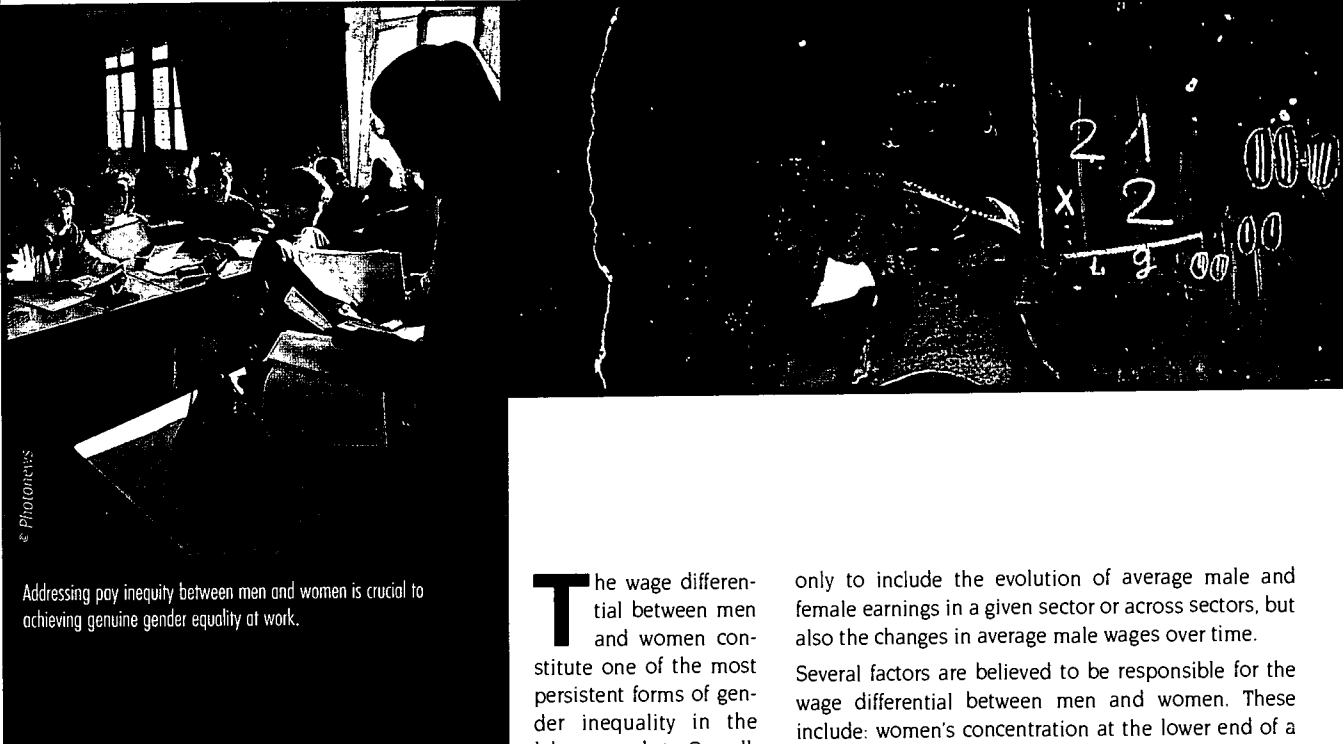 21
x 2
© Photonews
Addressing pay inequity between men and women is crucial to
achieving genuine gender equality at work.
The wage differen-
tial between men
and women con-
stitute one of the most
persistent forms of gen-
der inequality in the
only to include the evolution of average male and
female earnings in a given sector or across sectors, but
also the changes in average male wages over time.
Several factors are believed to be responsible for the
wage differential between men and women. These
include: women's concentration at the lower end of a